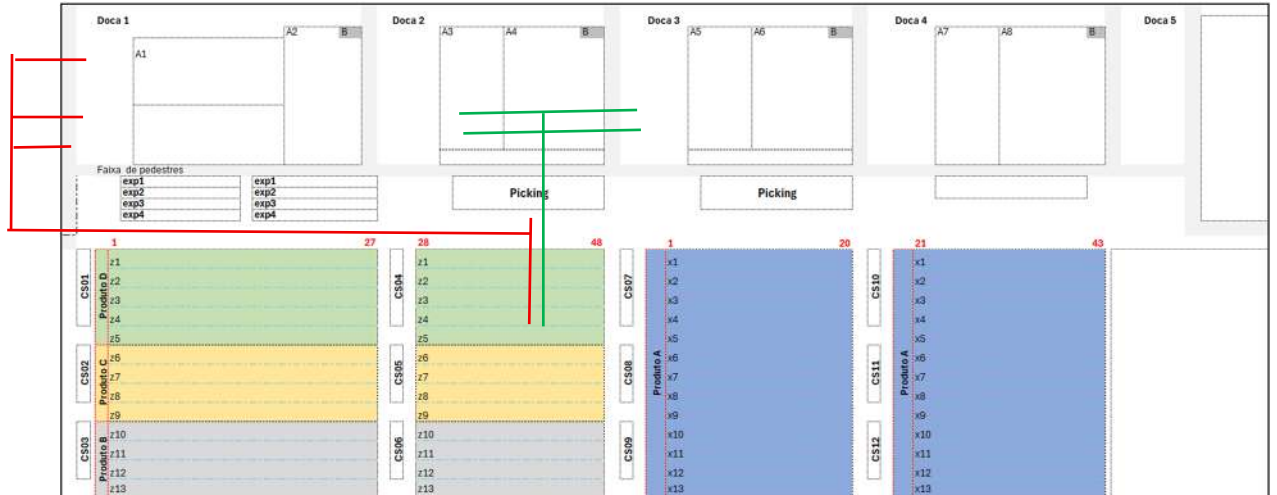 Doca 1
Doca 2
Doca 3
Doca 4
Doca 5
A1
A2
B
A3
A4
B
A5
A6
B
A7
A8
B
Faixa de pedestres
exp1
exp2
exp3
exp4
exp1
exp2
exp3
exp4
Picking
Picking
1
27
28
48
1
20
21
43
CS01
CS02
CS03
Produto D
Produto C
Produto B
z1
z2
z3
z4
z5
z6
z7
z8
z9
z10
z11
z12
z13
CS04
CS05
CS06
z1
z2
z3
z4
z5
z6
z7
z8
z9
z10
z11
z12
z13
CS07
CS08
CS09
Produto A
x1
x2
x3
x4
x5
x6
x7
x8
x9
x10
x11
x12
x13
CS10
CS11
CS12
Produto A
x1
x2
x3
x4
x5
x6
x7
x8
x9
x10
x11
x12
x13